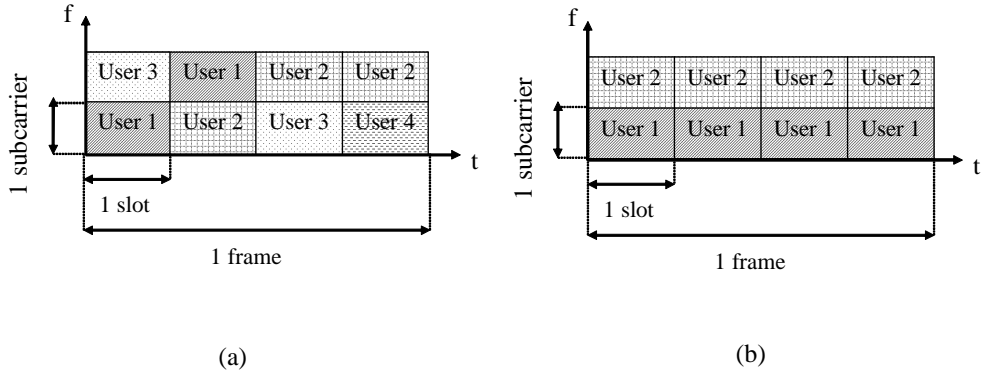 f
User 3 User 1 User 2 User 2
User 1 User 2 User 3 User 4
t
1 subcarrier
1 slot
1 frame
(a)
f
User 2 User 2 User 2 User 2
User 1 User 1 User 1 User 1
t
1 subcarrier
1 slot
1 frame
(b)